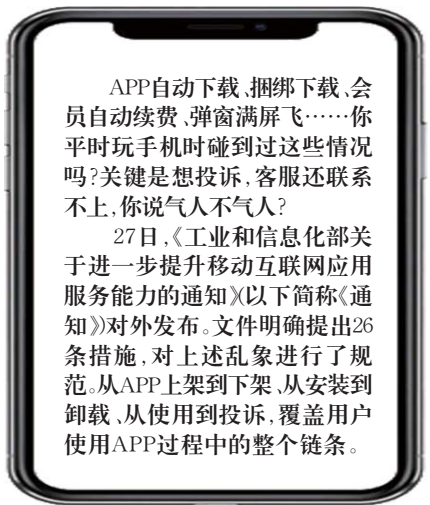 APP自动下载、捆绑下载、会
员自动续费、弹窗满屏飞……你
平时玩手机时碰到过这些情况
吗?关键是想投诉,客服还联系
不上,你说气人不气人?
27日,《工业和信息化部关
于进一步提升移动互联网应用
服务能力的通知》(以下简称《通
知》)对外发布。文件明确提出26
条措施,对上述乱象进行了规
范。从APP上架到下架、从安装到
卸载、从使用到投诉,覆盖用户
使用APP过程中的整个链条。